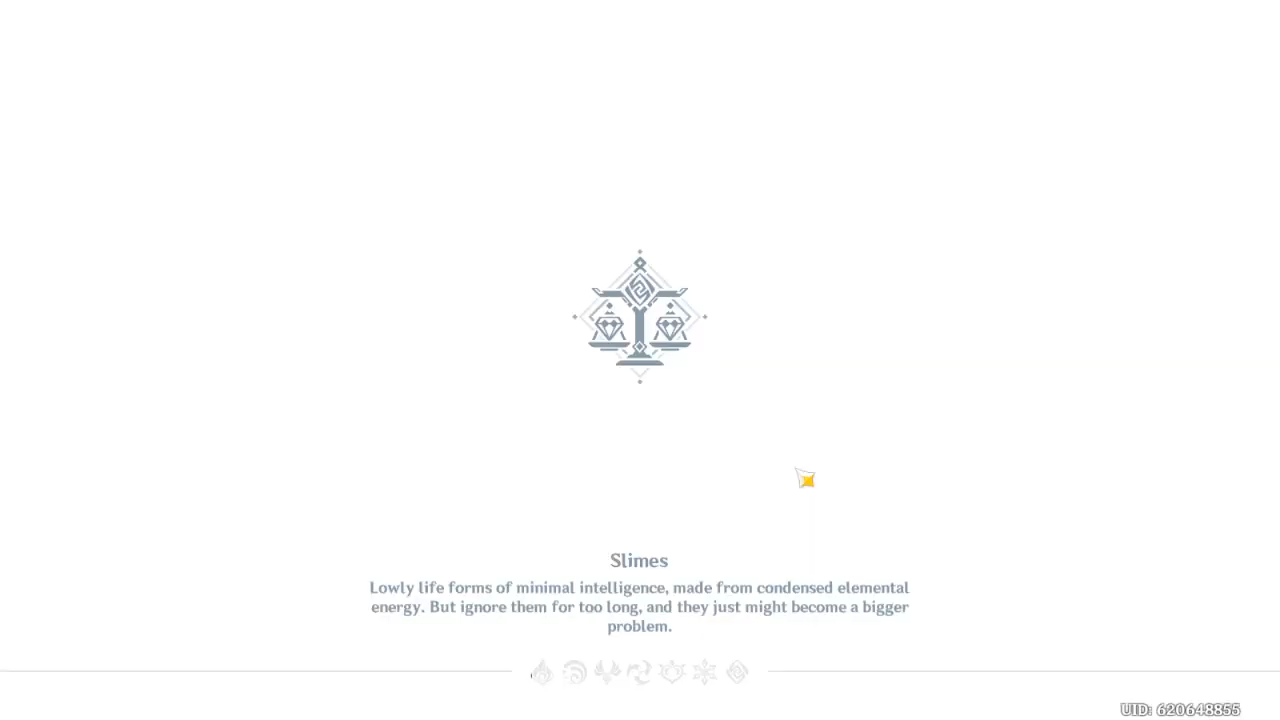 Slimes
Lowly life forms of minimal intelligence, made from condensed elemental
energy. But ignore them for too long, and they just might become a bigger
problem.
UID: 620648855